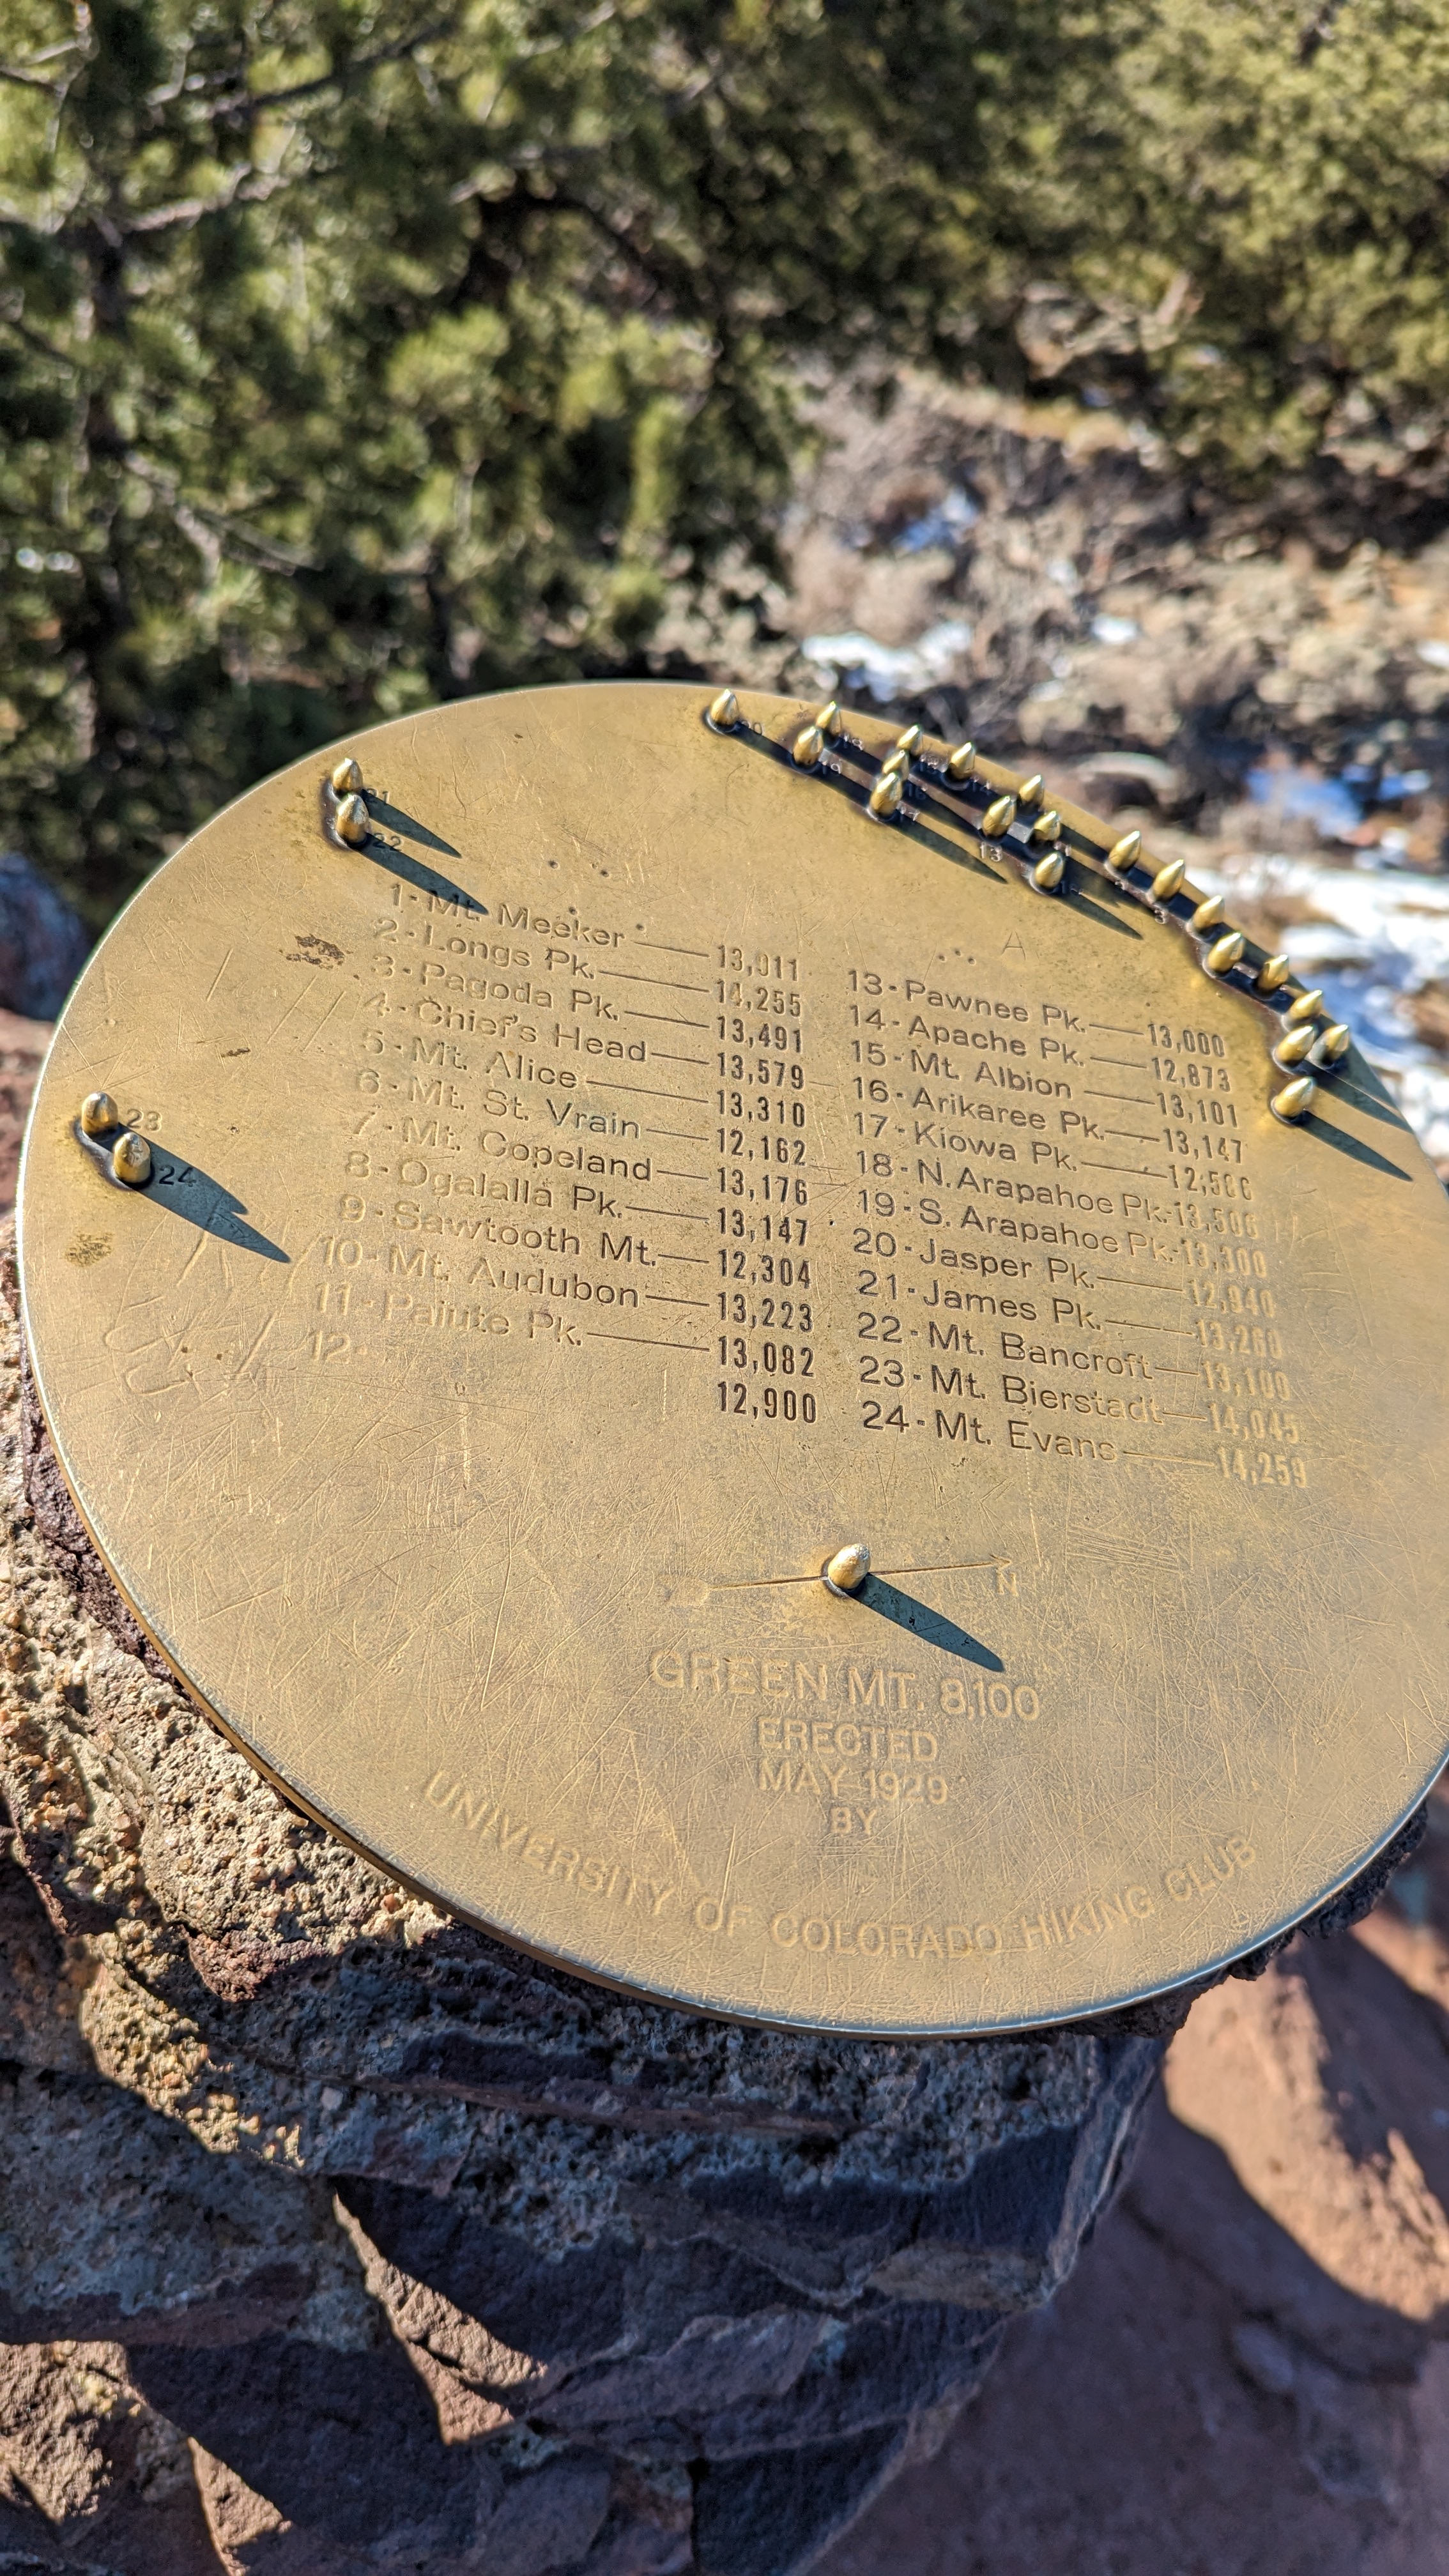 21
22
23
24
13
1-Mt. Meeker — 13,911
2-Longs Pk. — 14,255
3-Pagoda Pk. — 13,491
4-Chief's Head — 13,579
5-Mt. Alice — 13,310
6-Mt. St. Vrain — 12,162
7-Mt. Copeland — 13,176
8-Ogalalla Pk. — 13,147
9-Sawtooth Mt. — 12,304
10-Mt. Audubon — 13,223
11-Paiute Pk. — 13,082
12- 12,900
13-Pawnee Pk. — 13,000
14-Apache Pk. — 12,873
15-Mt. Albion — 13,101
16-Arikaree Pk. — 13,147
17-Kiowa Pk. —
18-N. Arapahoe Pk.-13,506
19-S. Arapahoe Pk.-13,300
20-Jasper Pk. — 12,940
21-James Pk. — 13,260
22-Mt. Bancroft — 13,100
23-Mt. Bierstadt — 14,045
24-Mt. Evans — 14,259
N
GREEN MT. 8,100
ERECTED
MAY 1929
BY
UNIVERSITY OF COLORADO HIKING CLUB